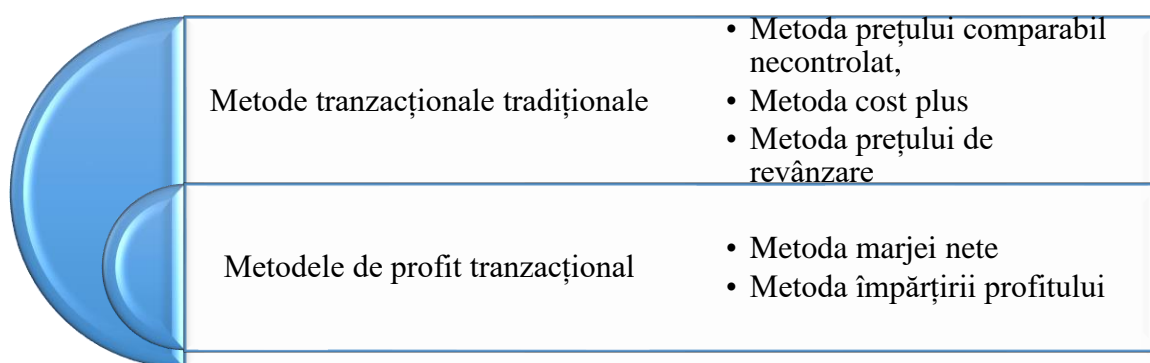 Metode tranzacționale tradiționale
• Metoda prețului comparabil
necontrolat,
• Metoda cost plus
• Metoda prețului de
revânzare
Metodele de profit tranzacțional
• Metoda marjei nete
• Metoda împărțirii profitului